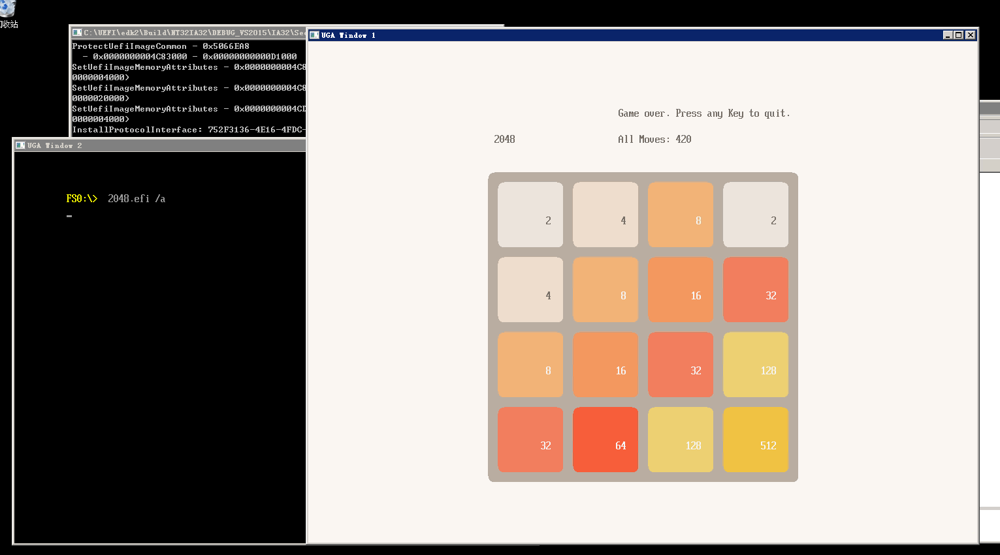 回收站
C:\UEFI\edk2\Build\NT32IA32\DEBUG_VS2015\IA32\Sec
ProtectUefiImageCommon - 0x5066EA8
- 0x0000000004C83000 - 0x00000000000D1000
SetUefiImageMemoryAttributes - 0x0000000004C8
0000004000)
SetUefiImageMemoryAttributes - 0x0000000004C8
0000020000)
SetUefiImageMemoryAttributes - 0x0000000004CD
0000004000)
InstallProtocolInterface: 752F3136-4E16-4FDC-
UGA Window 2
FS0:\> 2048.efi /a
_
UGA Window 1
Game over. Press any Key to quit.
2048 All Moves: 420
2 4 8 2
4 8 16 32
8 16 32 128
32 64 128 512